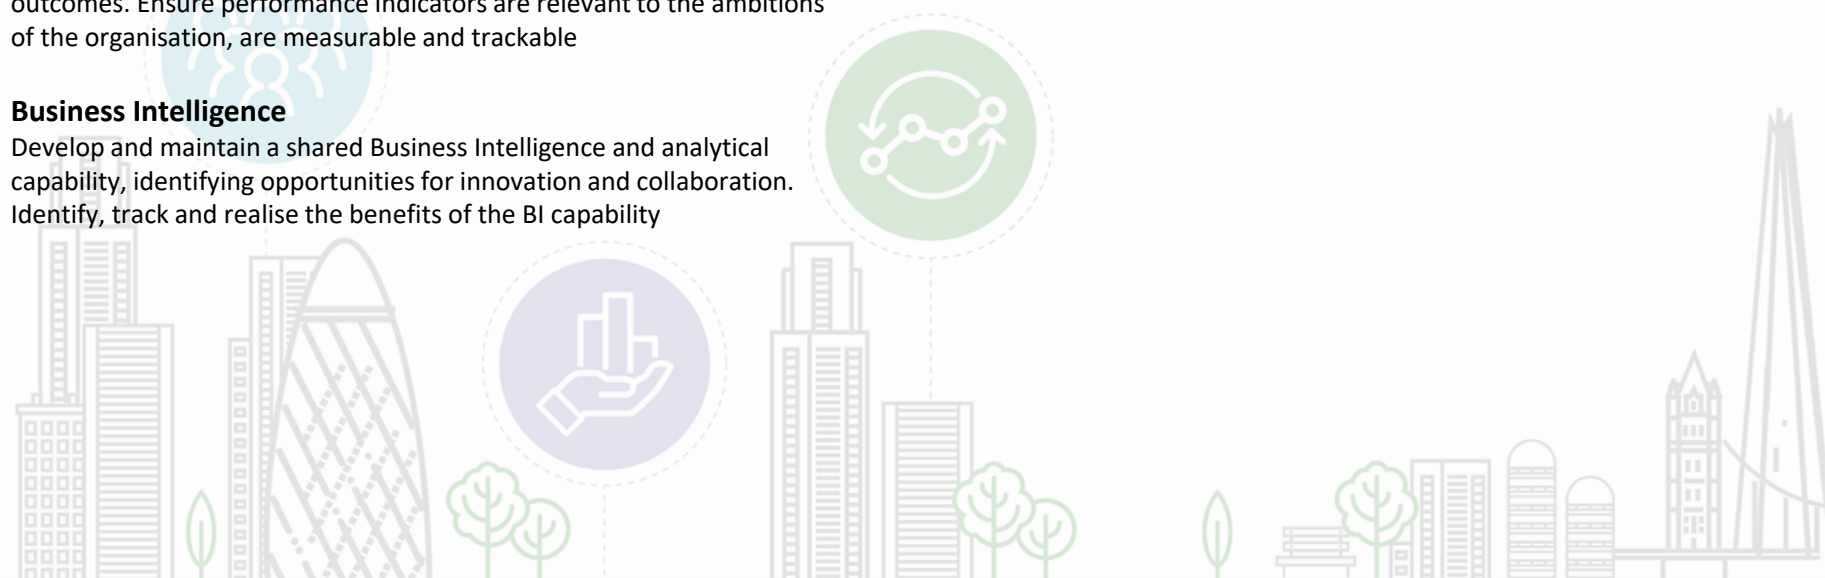 outcomes. Ensure performance indicators are relevant to the ambitions
of the organisation, are measurable and trackable
Business Intelligence
Develop and maintain a shared Business Intelligence and analytical
capability, identifying opportunities for innovation and collaboration.
Identify, track and realise the benefits of the BI capability